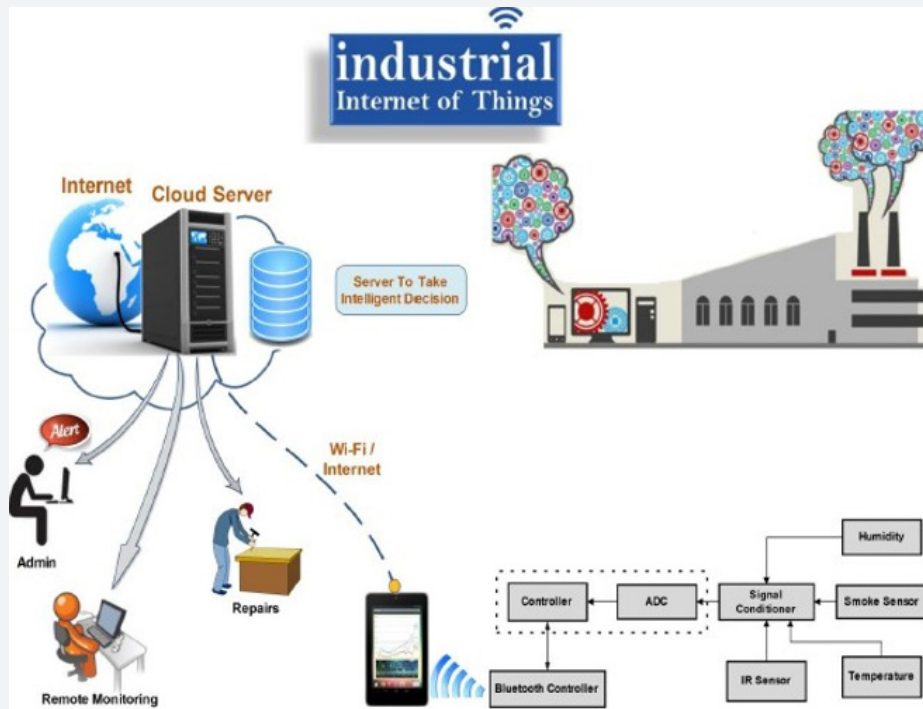 industrial
Internet of Things
Internet
Cloud Server
Server To Take
Intelligent Decision
Alert
Wi-Fi /
Internet
Admin
Repairs
Remote Monitoring
Humidity
Controller
ADC
Signal
Conditioner
Smoke Sensor
Bluetooth Controller
IR Sensor
Temperature